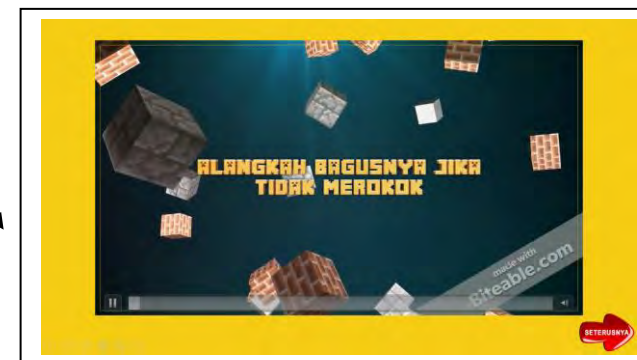 ALANGKAH BAGUSNYA JIKA
TIDAK MEROKOK
made with
Biteable.com
SETERUSNYA